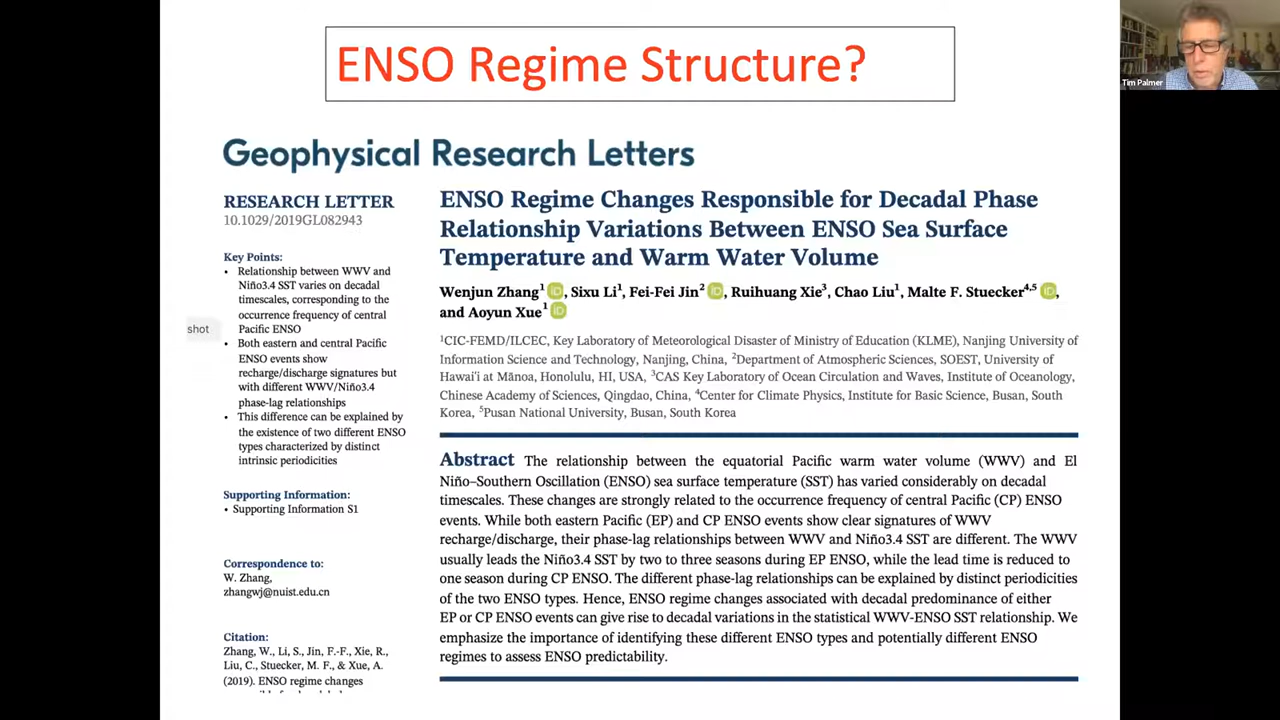 ENSO Regime Structure?
Tim Palmer
Geophysical Research Letters
RESEARCH LETTER
10.1029/2019GL082943
Key Points:
• Relationship between WWV and
Niño3.4 SST varies on decadal
timescales, corresponding to the
occurrence frequency of central
Pacific ENSO
• Both eastern and central Pacific
ENSO events show
recharge/discharge signatures but
with different WWV/Niño3.4
phase-lag relationships
• This difference can be explained by
the existence of two different ENSO
types characterized by distinct
intrinsic periodicities
Supporting Information:
• Supporting Information S1
Correspondence to:
W. Zhang,
zhangwj@nuist.edu.cn
Citation:
Zhang, W., Li, S., Jin, F.-F., Xie, R.,
Liu, C., Stuecker, M. F., & Xue, A.
(2019). ENSO regime changes
shot
ENSO Regime Changes Responsible for Decadal Phase
Relationship Variations Between ENSO Sea Surface
Temperature and Warm Water Volume
Wenjun Zhang1 iD, Sixu Li1, Fei-Fei Jin2 iD, Ruihuang Xie3, Chao Liu1, Malte F. Stuecker4,5 iD,
and Aoyun Xue1 iD
1CIC-FEMD/ILCEC, Key Laboratory of Meteorological Disaster of Ministry of Education (KLME), Nanjing University of
Information Science and Technology, Nanjing, China, 2Department of Atmospheric Sciences, SOEST, University of
Hawai'i at Mānoa, Honolulu, HI, USA, 3CAS Key Laboratory of Ocean Circulation and Waves, Institute of Oceanology,
Chinese Academy of Sciences, Qingdao, China, 4Center for Climate Physics, Institute for Basic Science, Busan, South
Korea, 5Pusan National University, Busan, South Korea
Abstract The relationship between the equatorial Pacific warm water volume (WWV) and El
Niño–Southern Oscillation (ENSO) sea surface temperature (SST) has varied considerably on decadal
timescales. These changes are strongly related to the occurrence frequency of central Pacific (CP) ENSO
events. While both eastern Pacific (EP) and CP ENSO events show clear signatures of WWV
recharge/discharge, their phase-lag relationships between WWV and Niño3.4 SST are different. The WWV
usually leads the Niño3.4 SST by two to three seasons during EP ENSO, while the lead time is reduced to
one season during CP ENSO. The different phase-lag relationships can be explained by distinct periodicities
of the two ENSO types. Hence, ENSO regime changes associated with decadal predominance of either
EP or CP ENSO events can give rise to decadal variations in the statistical WWV-ENSO SST relationship. We
emphasize the importance of identifying these different ENSO types and potentially different ENSO
regimes to assess ENSO predictability.